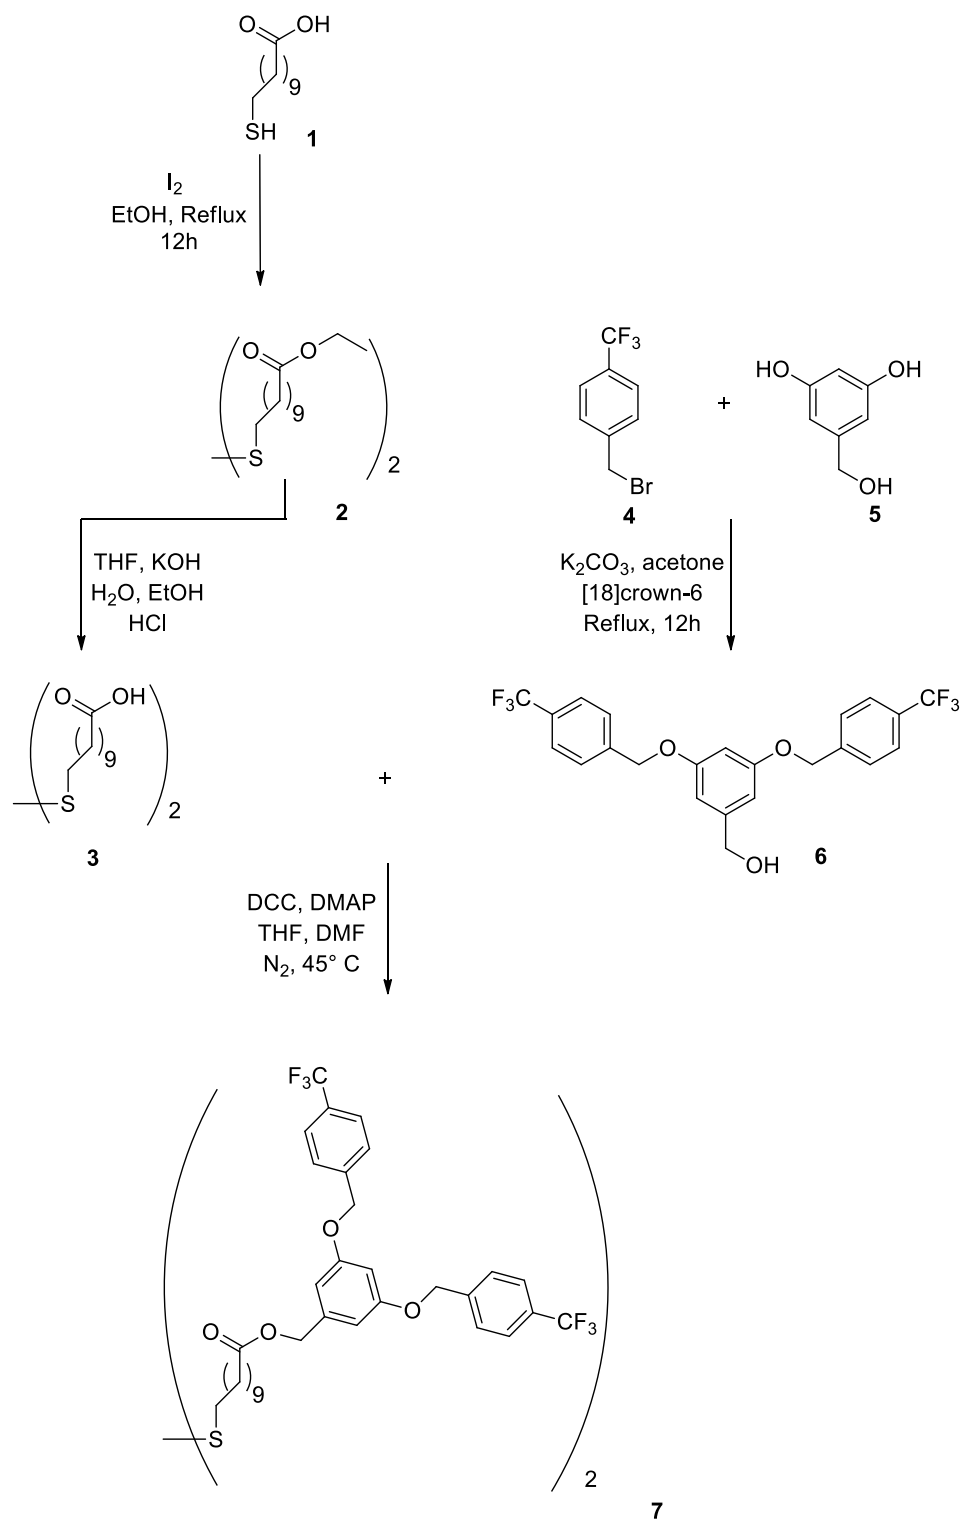 O OH
9
SH 1
I₂
EtOH, Reflux
12h
O O
9
S 2
2
CF₃
Br
4
+
HO OH
OH
5
THF, KOH
H₂O, EtOH
HCl
K₂CO₃, acetone
[18]crown-6
Reflux, 12h
O OH
9
S 2
3
+
F₃C CF₃
O O
OH 6
DCC, DMAP
THF, DMF
N₂, 45° C
F₃C
O
O
CF₃
O O
9
S
2
7